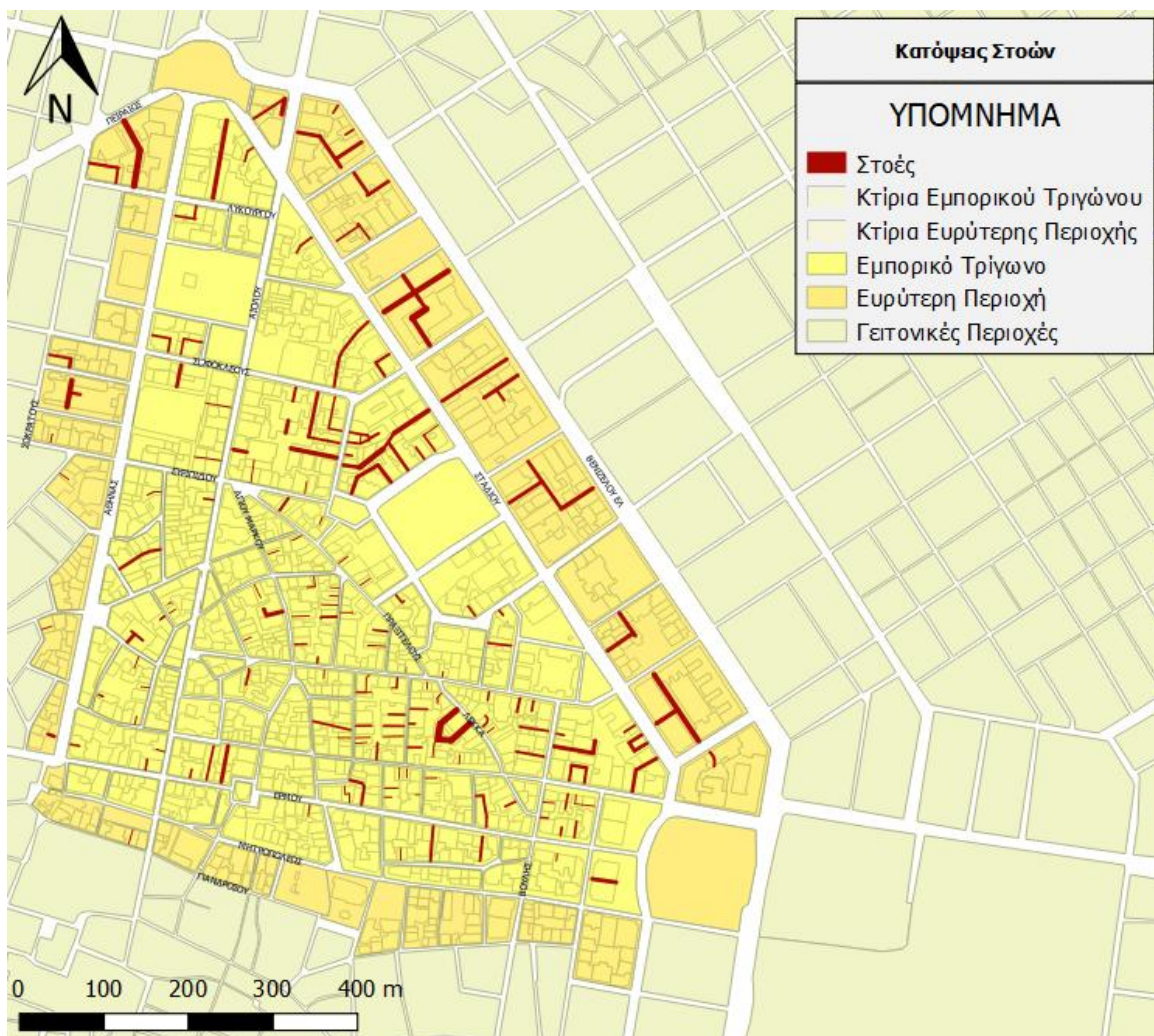 Κατόψεις Στοών
ΥΠΟΜΝΗΜΑ
Στοές
Κτίρια Εμπορικού Τριγώνου
Κτίρια Ευρύτερης Περιοχής
Εμπορικό Τρίγωνο
Ευρύτερη Περιοχή
Γειτονικές Περιοχές
N
ΠΕΙΡΑΙΩΣ
ΛΥΚΟΥΡΓΟΥ
ΑΙΟΛΟΥ
ΣΟΦΟΚΛΕΟΥΣ
ΣΩΚΡΑΤΟΥΣ
ΑΘΗΝΑΣ
ΕΥΡΙΠΙΔΟΥ
ΑΓΙΟΥ ΜΑΡΚΟΥ
ΣΤΑΔΙΟΥ
ΒΕΝΙΖΕΛΟΥ ΕΛ
ΠΡΑΞΙΤΕΛΟΥΣ
ΕΡΜΟΥ
ΜΗΤΡΟΠΟΛΕΩΣ
ΠΑΝΔΡΟΣΟΥ
ΒΟΥΛΗΣ
0 100 200 300 400 m